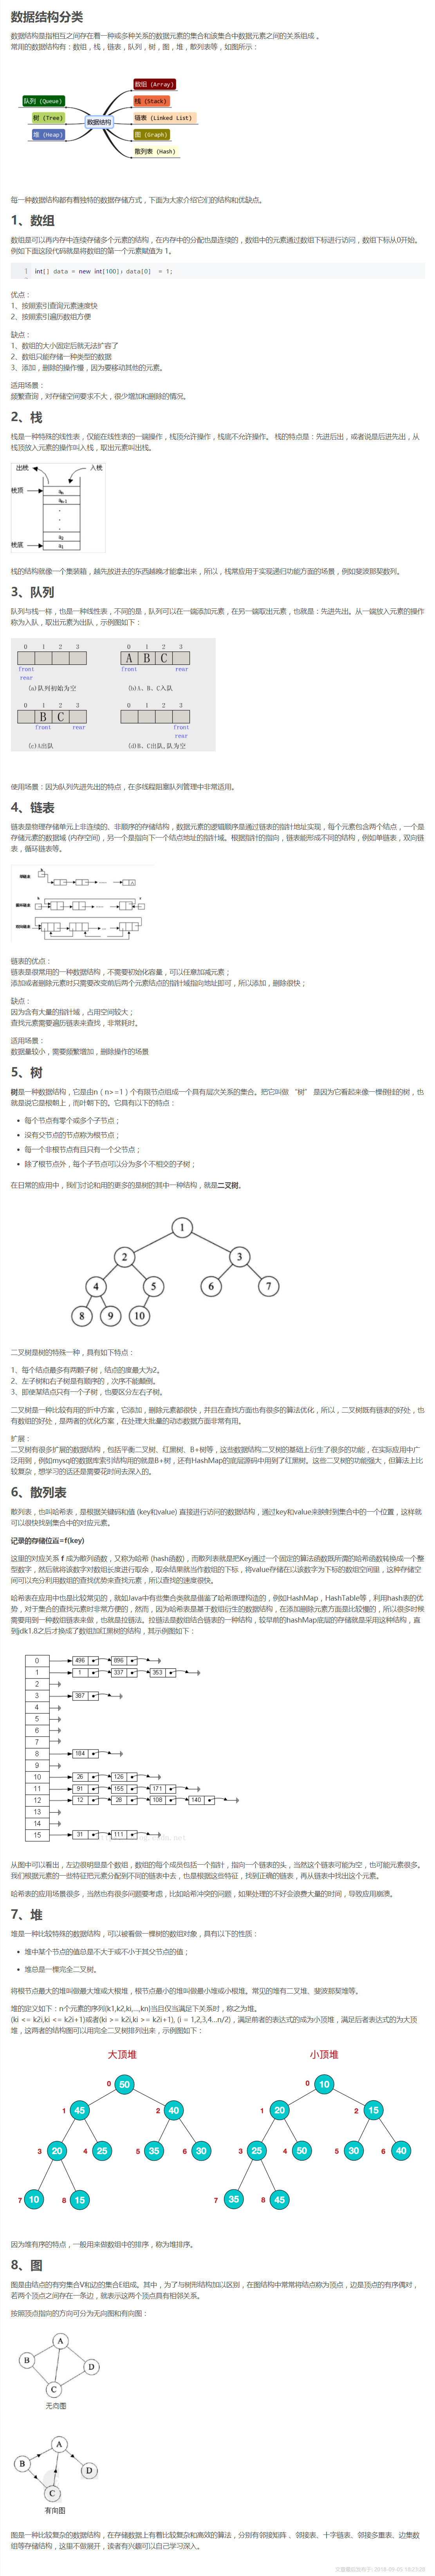 数据结构分类
数据结构是指相互之间存在着一种或多种关系的数据元素的集合和该集合中数据元素之间的关系组成 。
常用的数据结构有：数组，栈，链表，队列，树，图，堆，散列表等，如图所示：
数组 (Array)
队列 (Queue)
栈 (Stack)
树 (Tree)
数据结构
链表 (Linked List)
堆 (Heap)
图 (Graph)
散列表 (Hash)
每一种数据结构都有着独特的数据存储方式，下面为大家介绍它们的结构和优缺点。
1、数组
数组是可以再内存中连续存储多个元素的结构，在内存中的分配也是连续的，数组中的元素通过数组下标进行访问，数组下标从0开始。
例如下面这段代码就是将数组的第一个元素赋值为 1。
1 int[] data = new int[100]；data[0] = 1;
优点：
1、按照索引查询元素速度快
2、按照索引遍历数组方便
缺点：
1、数组的大小固定后就无法扩容了
2、数组只能存储一种类型的数据
3、添加，删除的操作慢，因为要移动其他的元素。
适用场景：
频繁查询，对存储空间要求不大，很少增加和删除的情况。
2、栈
栈是一种特殊的线性表，仅能在线性表的一端操作，栈顶允许操作，栈底不允许操作。 栈的特点是：先进后出，或者说是后进先出，从
栈顶放入元素的操作叫入栈，取出元素叫出栈。
出栈 入栈
栈顶 an
an-1
a2
栈底 a1
栈的结构就像一个集装箱，越先放进去的东西越晚才能拿出来，所以，栈常应用于实现递归功能方面的场景，例如斐波那契数列。
3、队列
队列与栈一样，也是一种线性表，不同的是，队列可以在一端添加元素，在另一端取出元素，也就是：先进先出。从一端放入元素的操作
称为入队，取出元素为出队，示例图如下：
0 1 2 3 0 1 2 3
A B C
front front rear
rear
(a)队列初始为空 (b)A、B、C入队
0 1 2 3 0 1 2 3
B C
front rear front
rear
(c)A出队 (d)B、C出队,队为空
使用场景：因为队列先进先出的特点，在多线程阻塞队列管理中非常适用。
4、链表
链表是物理存储单元上非连续的、非顺序的存储结构，数据元素的逻辑顺序是通过链表的指针地址实现，每个元素包含两个结点，一个是
存储元素的数据域 (内存空间)，另一个是指向下一个结点地址的指针域。根据指针的指向，链表能形成不同的结构，例如单链表，双向链
表，循环链表等。
链表的优点：
链表是很常用的一种数据结构，不需要初始化容量，可以任意加减元素；
添加或者删除元素时只需要改变前后两个元素结点的指针域指向地址即可，所以添加，删除很快；
缺点：
因为含有大量的指针域，占用空间较大；
查找元素需要遍历链表来查找，非常耗时。
适用场景：
数据量较小，需要频繁增加，删除操作的场景
5、树
树是一种数据结构，它是由n（n>=1）个有限节点组成一个具有层次关系的集合。把它叫做 “树” 是因为它看起来像一棵倒挂的树，也
就是说它是根朝上，而叶朝下的。它具有以下的特点：
每个节点有零个或多个子节点；
没有父节点的节点称为根节点；
每一个非根节点有且只有一个父节点；
除了根节点外，每个子节点可以分为多个不相交的子树；
在日常的应用中，我们讨论和用的更多的是树的其中一种结构，就是二叉树。
1
2 3
4 5 6 7
8 9 10
二叉树是树的特殊一种，具有如下特点：
1、每个结点最多有两颗子树，结点的度最大为2。
2、左子树和右子树是有顺序的，次序不能颠倒。
3、即使某结点只有一个子树，也要区分左右子树。
二叉树是一种比较有用的折中方案，它添加，删除元素都很快，并且在查找方面也有很多的算法优化，所以，二叉树既有链表的好处，也
有数组的好处，是两者的优化方案，在处理大批量的动态数据方面非常有用。
扩展：
二叉树有很多扩展的数据结构，包括平衡二叉树、红黑树、B+树等，这些数据结构二叉树的基础上衍生了很多的功能，在实际应用中广
泛用到，例如mysql的数据库索引结构用的就是B+树，还有HashMap的底层源码中用到了红黑树。这些二叉树的功能强大，但算法上比
较复杂，想学习的话还是需要花时间去深入的。
6、散列表
散列表，也叫哈希表，是根据关键码和值 (key和value) 直接进行访问的数据结构，通过key和value来映射到集合中的一个位置，这样就
可以很快找到集合中的对应元素。
记录的存储位置=f(key)
这里的对应关系 f 成为散列函数，又称为哈希 (hash函数)，而散列表就是把Key通过一个固定的算法函数既所谓的哈希函数转换成一个整
型数字，然后就将该数字对数组长度进行取余，取余结果就当作数组的下标，将value存储在以该数字为下标的数组空间里，这种存储空
间可以充分利用数组的查找优势来查找元素，所以查找的速度很快。
哈希表在应用中也是比较常见的，就如Java中有些集合类就是借鉴了哈希原理构造的，例如HashMap，HashTable等，利用hash表的优
势，对于集合的查找元素时非常方便的，然而，因为哈希表是基于数组衍生的数据结构，在添加删除元素方面是比较慢的，所以很多时候
需要用到一种数组链表来做，也就是拉链法。拉链法是数组结合链表的一种结构，较早前的hashMap底层的存储就是采用这种结构，直
到jdk1.8之后才换成了数组加红黑树的结构，其示例图如下：
0 496 896
1 1 337 353
2
3 387
4
5
6
7
8 184
9
10 26 126
11 91 155 171
12 12 28 108 140
13
14
15 31 111
从图中可以看出，左边很明显是个数组，数组的每个成员包括一个指针，指向一个链表的头，当然这个链表可能为空，也可能元素很多。
我们根据元素的一些特征把元素分配到不同的链表中去，也是根据这些特征，找到正确的链表，再从链表中找出这个元素。
哈希表的应用场景很多，当然也有很多问题要考虑，比如哈希冲突的问题，如果处理的不好会浪费大量的时间，导致应用崩溃。
7、堆
堆是一种比较特殊的数据结构，可以被看做一棵树的数组对象，具有以下的性质：
堆中某个节点的值总是不大于或不小于其父节点的值；
堆总是一棵完全二叉树。
将根节点最大的堆叫做最大堆或大根堆，根节点最小的堆叫做最小堆或小根堆。常见的堆有二叉堆、斐波那契堆等。
堆的定义如下：n个元素的序列{k1,k2,ki,…,kn}当且仅当满足下关系时，称之为堆。
(ki <= k2i,ki <= k2i+1)或者(ki >= k2i,ki >= k2i+1), (i = 1,2,3,4…n/2)，满足前者的表达式的成为小顶堆，满足后者表达式的为大顶
堆，这两者的结构图可以用完全二叉树排列出来，示例图如下：
大顶堆 小顶堆
0 50 0 10
1 45 2 40 1 20 2 15
3 20 4 25 5 35 6 30 3 25 4 50 5 30 6 40
7 10 8 15 7 35 8 45
因为堆有序的特点，一般用来做数组中的排序，称为堆排序。
8、图
图是由结点的有穷集合V和边的集合E组成。其中，为了与树形结构加以区别，在图结构中常常将结点称为顶点，边是顶点的有序偶对，
若两个顶点之间存在一条边，就表示这两个顶点具有相邻关系。
按照顶点指向的方向可分为无向图和有向图：
A
B D
C
无向图
A
B D
C
有向图
图是一种比较复杂的数据结构，在存储数据上有着比较复杂和高效的算法，分别有邻接矩阵 、邻接表、十字链表、邻接多重表、边集数
组等存储结构，这里不做展开，读者有兴趣可以自己学习深入。